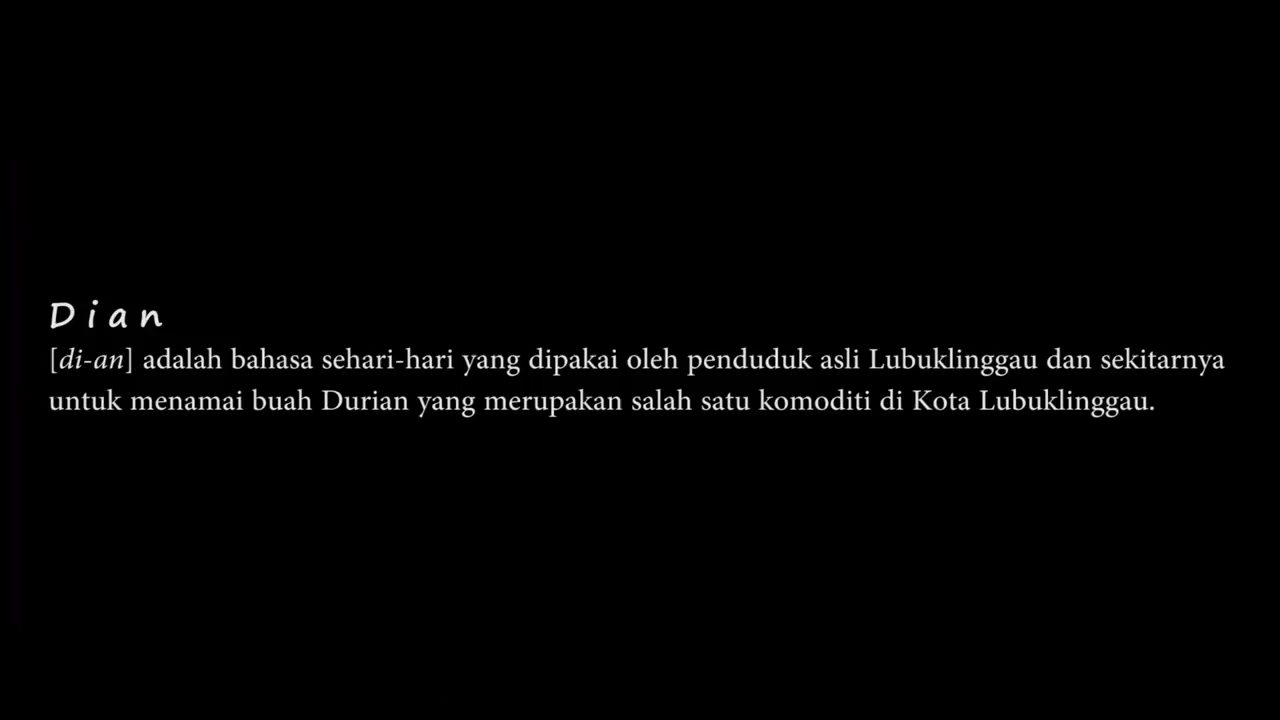 Dian
[di-an] adalah bahasa sehari-hari yang dipakai oleh penduduk asli Lubuklinggau dan sekitarnya
untuk menamai buah Durian yang merupakan salah satu komoditi di Kota Lubuklinggau.